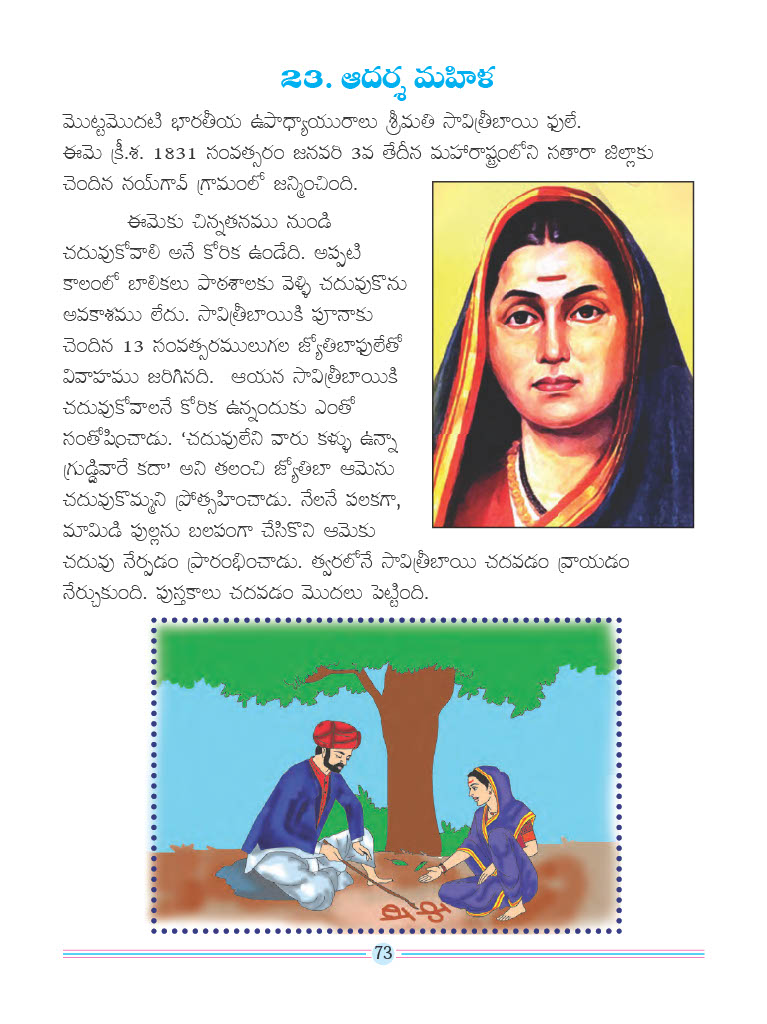 23. ఆదర్శ మహిళ
మొట్టమొదటి భారతీయ ఉపాధ్యాయురాలు శ్రీమతి సావిత్రీబాయి ఫులే.
ఈమె క్రీ.శ. 1831 సంవత్సరం జనవరి 3వ తేదీన మహారాష్ట్రంలోని సతారా జిల్లాకు
చెందిన నయ్‌గావ్ గ్రామంలో జన్మించింది.
ఈమెకు చిన్నతనము నుండి
చదువుకోవాలి అనే కోరిక ఉండేది. అప్పటి
కాలంలో బాలికలు పాఠశాలకు వెళ్ళి చదువుకొను
అవకాశము లేదు. సావిత్రీబాయికి పూనాకు
చెందిన 13 సంవత్సరములుగల జ్యోతిబాఫులేతో
వివాహము జరిగినది. ఆయన సావిత్రీబాయికి
చదువుకోవాలనే కోరిక ఉన్నందుకు ఎంతో
సంతోషించాడు. ‘చదువులేని వారు కళ్ళు ఉన్నా
గ్రుడ్డివారే కదా’ అని తలంచి జ్యోతిబా ఆమెను
చదువుకొమ్మని ప్రోత్సహించాడు. నేలనే పలకగా,
మామిడి పుల్లను బలపంగా చేసికొని ఆమెకు
చదువు నేర్పడం ప్రారంభించాడు. త్వరలోనే సావిత్రీబాయి చదవడం వ్రాయడం
నేర్చుకుంది. పుస్తకాలు చదవడం మొదలు పెట్టింది.
73